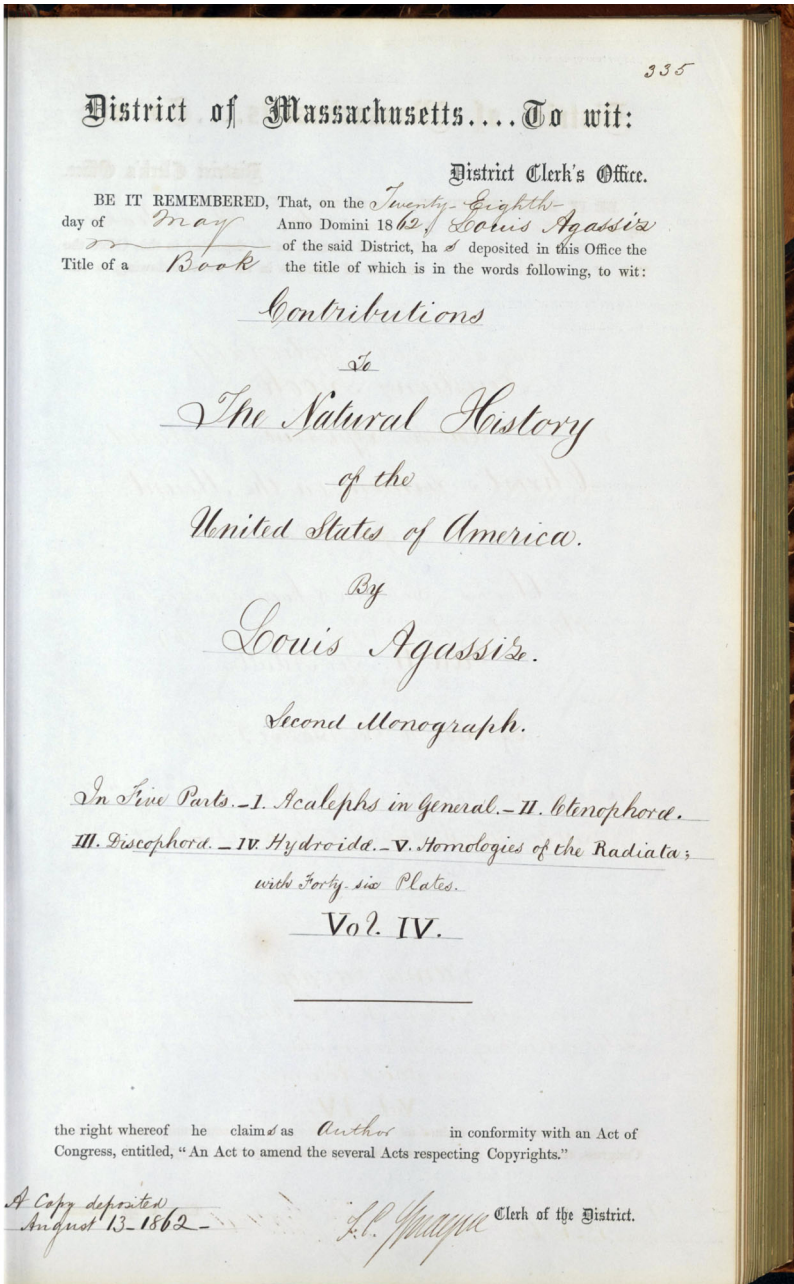 335
District of Massachusetts....To wit:
District Clerk's Office.
BE IT REMEMBERED, That, on the Twenty-Eighth
day of May Anno Domini 1862, Louis Agassiz
of the said District, ha s deposited in this Office the
Title of a Book the title of which is in the words following, to wit:
Contributions
To
The Natural History
of the
United States of America.
By
Louis Agassiz.
Second Monograph.
In Five Parts.–I. Acalephs in General.–II. Ctenophoræ.
III. Discophoræ.–IV. Hydroidæ.–V. Homologies of the Radiata;
with Forty-six Plates.
Vol. IV.
the right whereof he claims as Author in conformity with an Act of
Congress, entitled, "An Act to amend the several Acts respecting Copyrights."
A Copy deposited
August 13–1862–
Clerk of the District.